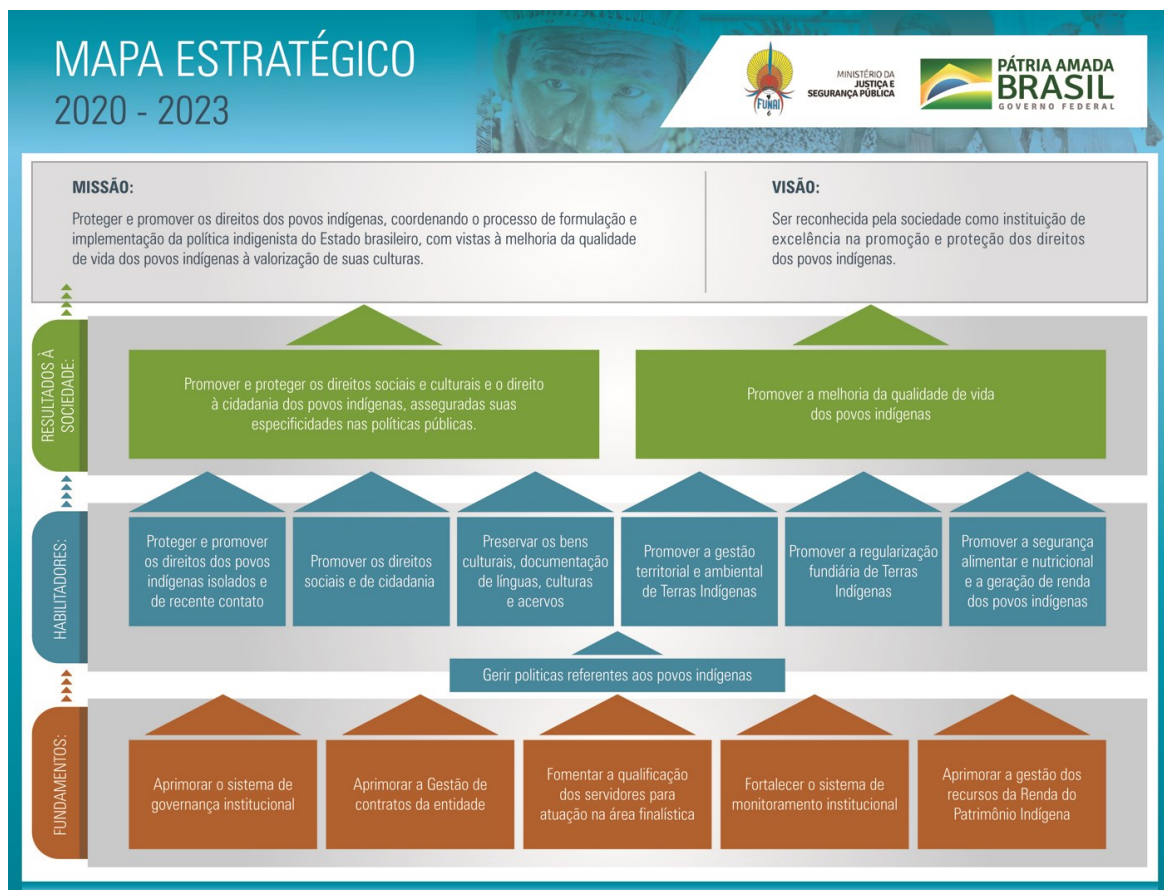 MAPA ESTRATÉGICO
2020 - 2023
FUNAI
MINISTÉRIO DA
JUSTIÇA E
SEGURANÇA PÚBLICA
PÁTRIA AMADA
BRASIL
GOVERNO FEDERAL
MISSÃO:
Proteger e promover os direitos dos povos indígenas, coordenando o processo de formulação e
implementação da política indigenista do Estado brasileiro, com vistas à melhoria da qualidade
de vida dos povos indígenas à valorização de suas culturas.
VISÃO:
Ser reconhecida pela sociedade como instituição de
excelência na promoção e proteção dos direitos
dos povos indígenas.
RESULTADOS À
SOCIEDADE:
Promover e proteger os direitos sociais e culturais e o direito
à cidadania dos povos indígenas, asseguradas suas
especificidades nas políticas públicas.
Promover a melhoria da qualidade de vida
dos povos indígenas
HABILITADORES:
Proteger e promover
os direitos dos povos
indígenas isolados e
de recente contato
Promover os direitos
sociais e de cidadania
Preservar os bens
culturais, documentação
de línguas, culturas
e acervos
Promover a gestão
territorial e ambiental
de Terras Indígenas
Promover a regularização
fundiária de Terras
Indígenas
Promover a segurança
alimentar e nutricional
e a geração de renda
dos povos indígenas
Gerir politicas referentes aos povos indígenas
FUNDAMENTOS:
Aprimorar o sistema de
governança institucional
Aprimorar a Gestão de
contratos da entidade
Fomentar a qualificação
dos servidores para
atuação na área finalística
Fortalecer o sistema de
monitoramento institucional
Aprimorar a gestão dos
recursos da Renda do
Patrimônio Indígena